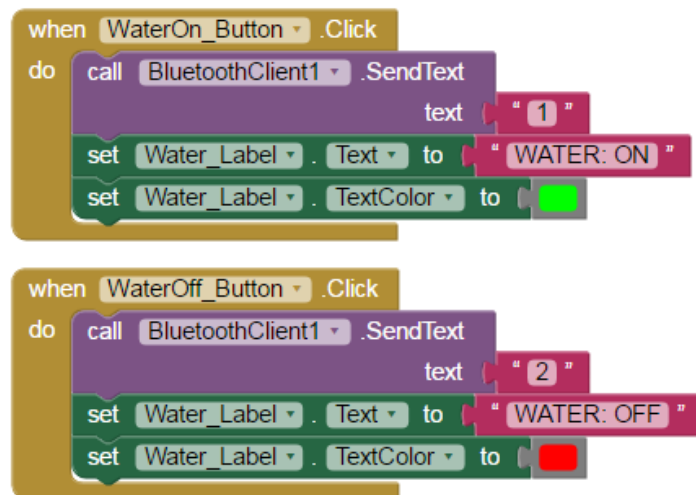 when WaterOn_Button .Click
do call BluetoothClient1 .SendText
text " 1 "
set Water_Label . Text to " WATER: ON "
set Water_Label . TextColor to
when WaterOff_Button .Click
do call BluetoothClient1 .SendText
text " 2 "
set Water_Label . Text to " WATER: OFF "
set Water_Label . TextColor to